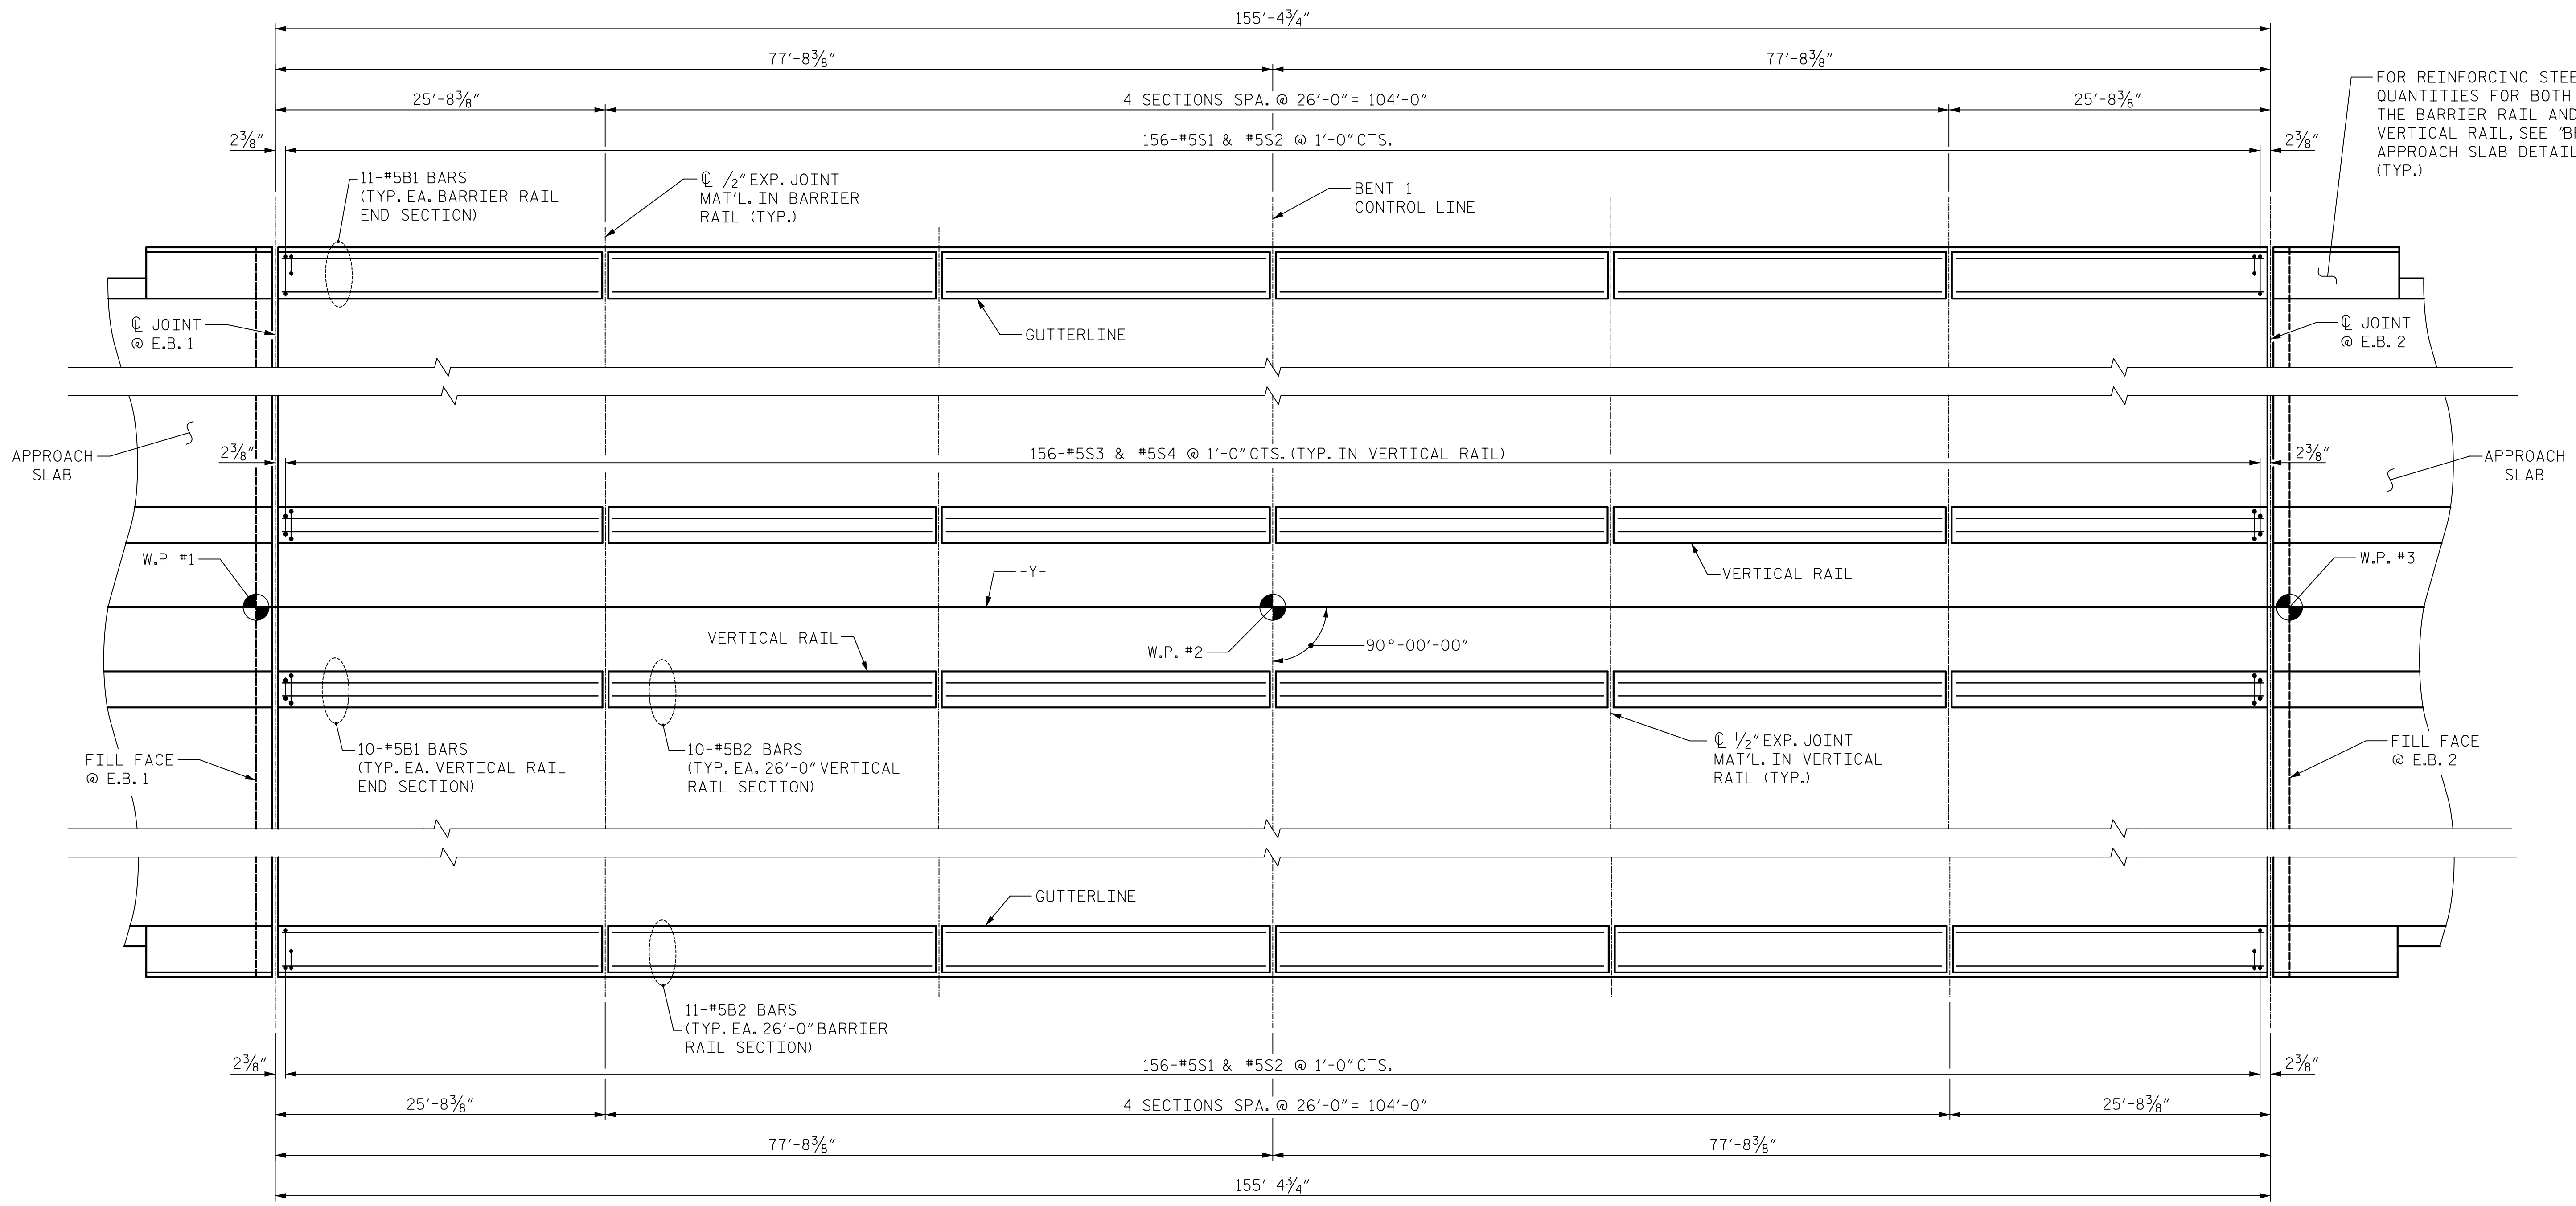 155′-4¾″
77′-8⅜″
77′-8⅜″
25′-8⅜″
4 SECTIONS SPA. @ 26′-0″ = 104′-0″
25′-8⅜″
2⅜″
156-#5S1 & #5S2 @ 1′-0″ CTS.
2⅜″
FOR REINFORCING STEE
QUANTITIES FOR BOTH
THE BARRIER RAIL AND
VERTICAL RAIL, SEE "BR
APPROACH SLAB DETAIL
(TYP.)
11-#5B1 BARS
(TYP. EA. BARRIER RAIL
END SECTION)
℄ ½″ EXP. JOINT
MAT'L. IN BARRIER
RAIL (TYP.)
BENT 1
CONTROL LINE
℄ JOINT
@ E.B. 1
GUTTERLINE
℄ JOINT
@ E.B. 2
APPROACH
SLAB
2⅜″
156-#5S3 & #5S4 @ 1′-0″ CTS. (TYP. IN VERTICAL RAIL)
2⅜″
APPROACH
SLAB
W.P #1
-Y-
VERTICAL RAIL
W.P. #3
VERTICAL RAIL
W.P. #2
90°-00′-00″
FILL FACE
@ E.B. 1
10-#5B1 BARS
(TYP. EA. VERTICAL RAIL
END SECTION)
10-#5B2 BARS
(TYP. EA. 26′-0″ VERTICAL
RAIL SECTION)
℄ ½″ EXP. JOINT
MAT'L. IN VERTICAL
RAIL (TYP.)
FILL FACE
@ E.B. 2
GUTTERLINE
11-#5B2 BARS
(TYP. EA. 26′-0″ BARRIER
RAIL SECTION)
2⅜″
156-#5S1 & #5S2 @ 1′-0″ CTS.
2⅜″
25′-8⅜″
4 SECTIONS SPA. @ 26′-0″ = 104′-0″
25′-8⅜″
77′-8⅜″
77′-8⅜″
155′-4¾″